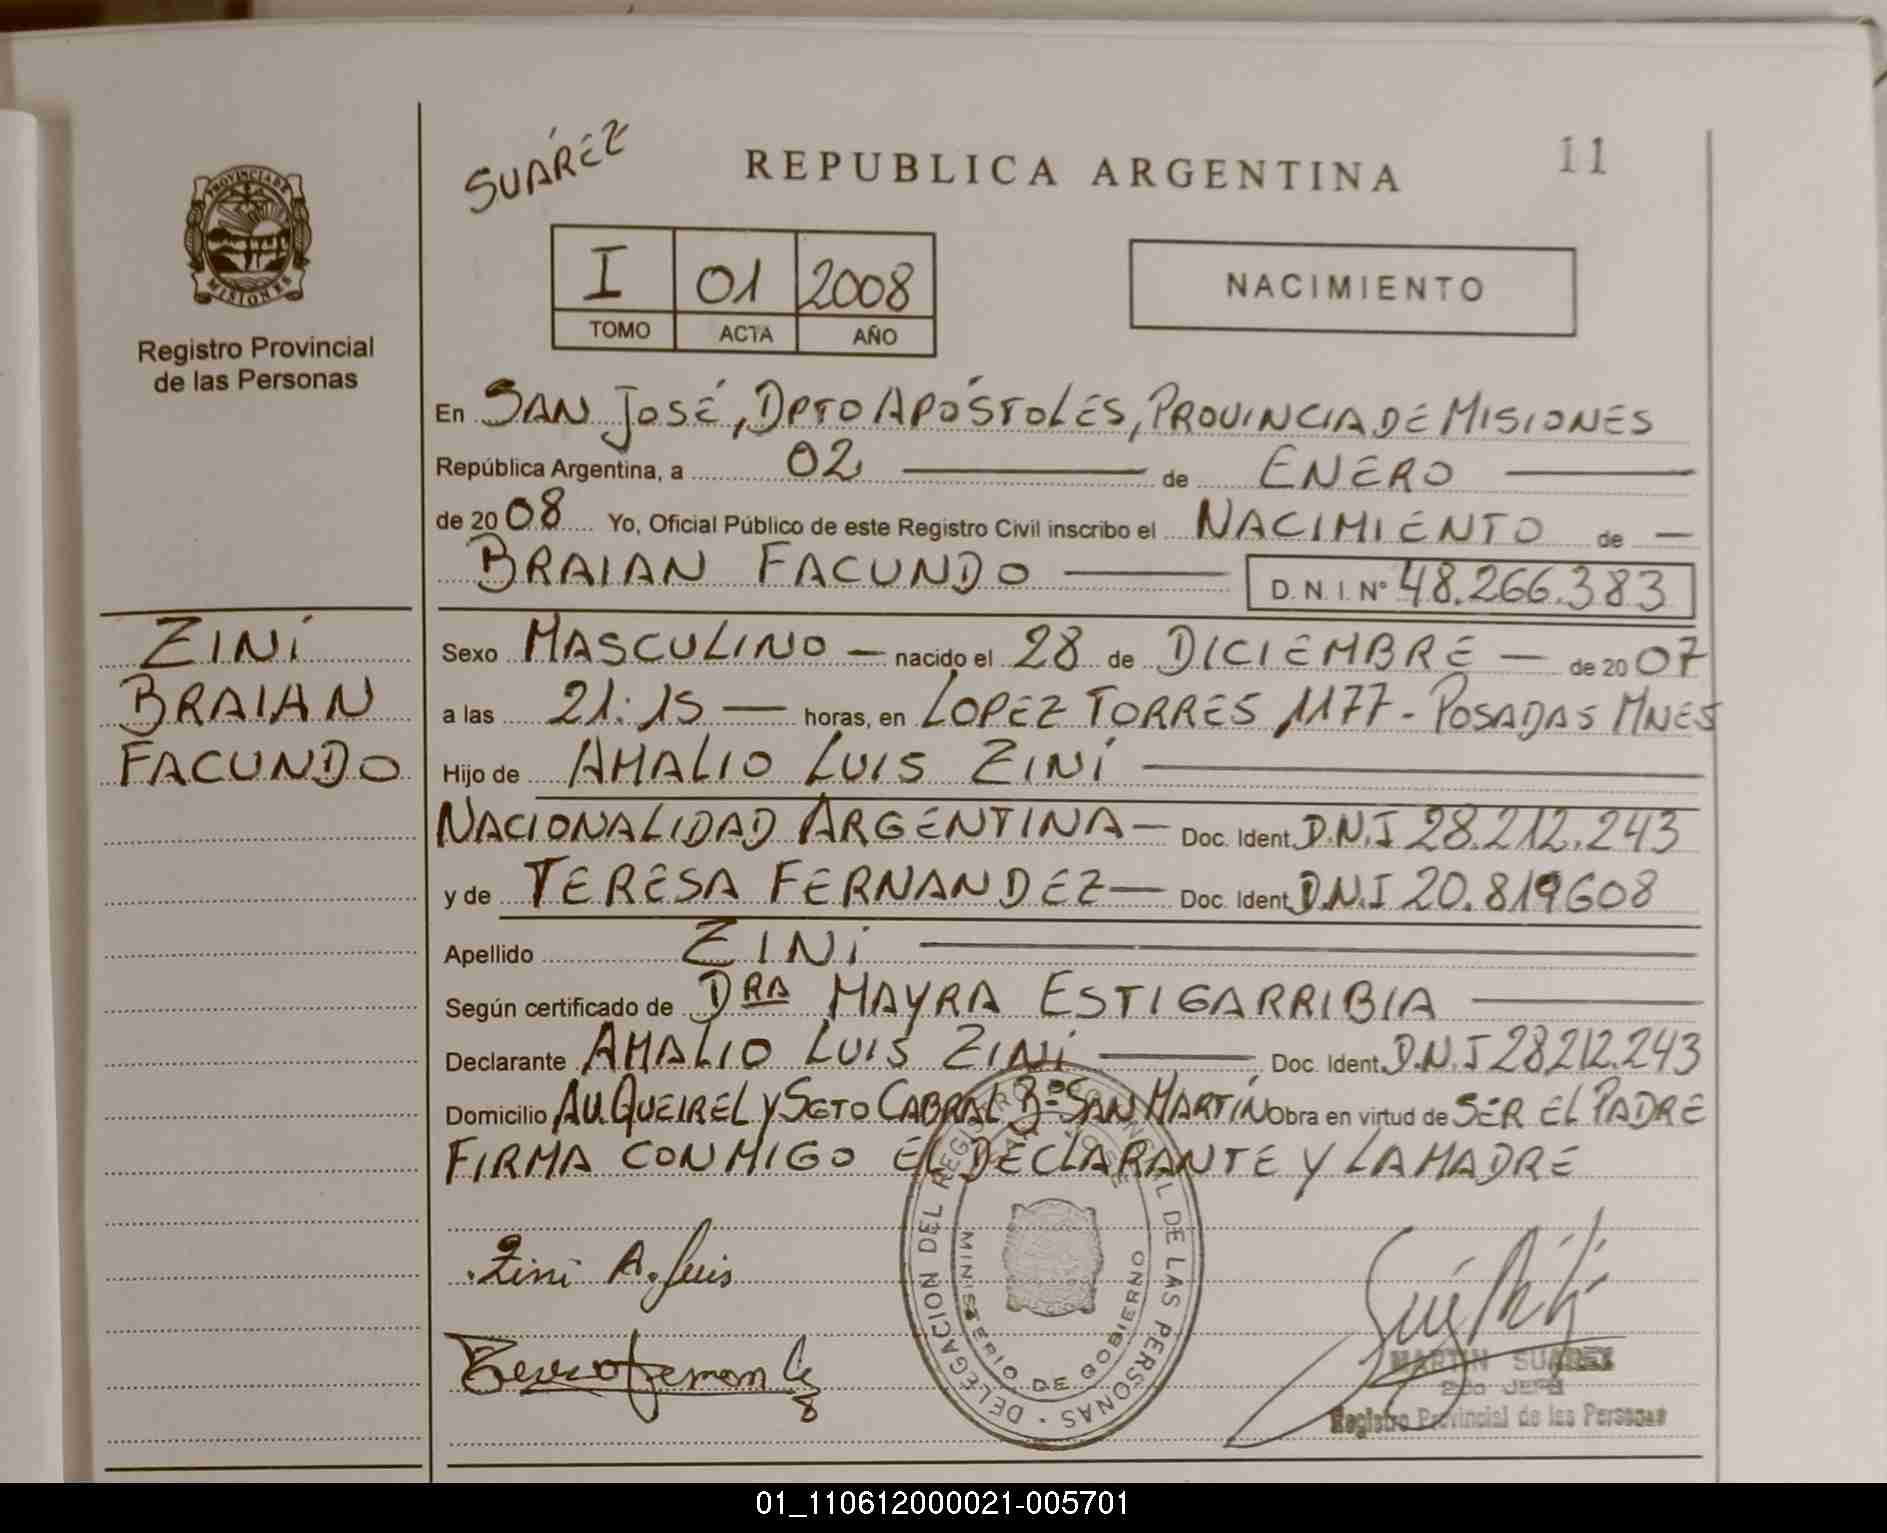 SUÁREZ
REPUBLICA ARGENTINA
11
PROVINCIA DE
MISIONES
Registro Provincial
de las Personas
I 01 2008
TOMO ACTA AÑO
NACIMIENTO
En SAN JOSÉ, DPTO APÓSTOLES, PROVINCIA DE MISIONES
República Argentina, a 02 de ENERO
de 2008 Yo, Oficial Público de este Registro Civil inscribo el NACIMIENTO de
BRAIAN FACUNDO D. N. I. Nº 48.266.383
ZINI
BRAIAN
FACUNDO
Sexo MASCULINO nacido el 28 de DICIEMBRE de 2007
a las 21:15 horas, en LOPEZ TORRES 1177 - POSADAS MNES
Hijo de AMALIO LUIS ZINI
NACIONALIDAD ARGENTINA Doc. Ident. D.N.I 28.212.243
y de TERESA FERNANDEZ Doc. Ident. D.N.I 20.819608
Apellido ZINI
Según certificado de DRA MAYRA ESTIGARRIBIA
Declarante AMALIO LUIS ZINI Doc. Ident. D.N.I 28212.243
Domicilio AV. QUEIREL Y SGTO CABRAL Bº SAN MARTÍN Obra en virtud de SER EL PADRE
FIRMA CONMIGO EL DECLARANTE Y LA MADRE
Zini A. Luis
DELEGACION DEL REGISTRO PROVINCIAL DE LAS PERSONAS
SAN JOSE
MINISTERIO DE GOBIERNO
MARTIN SUAREZ
2do JEFE
Registro Provincial de las Personas
01_110612000021-005701